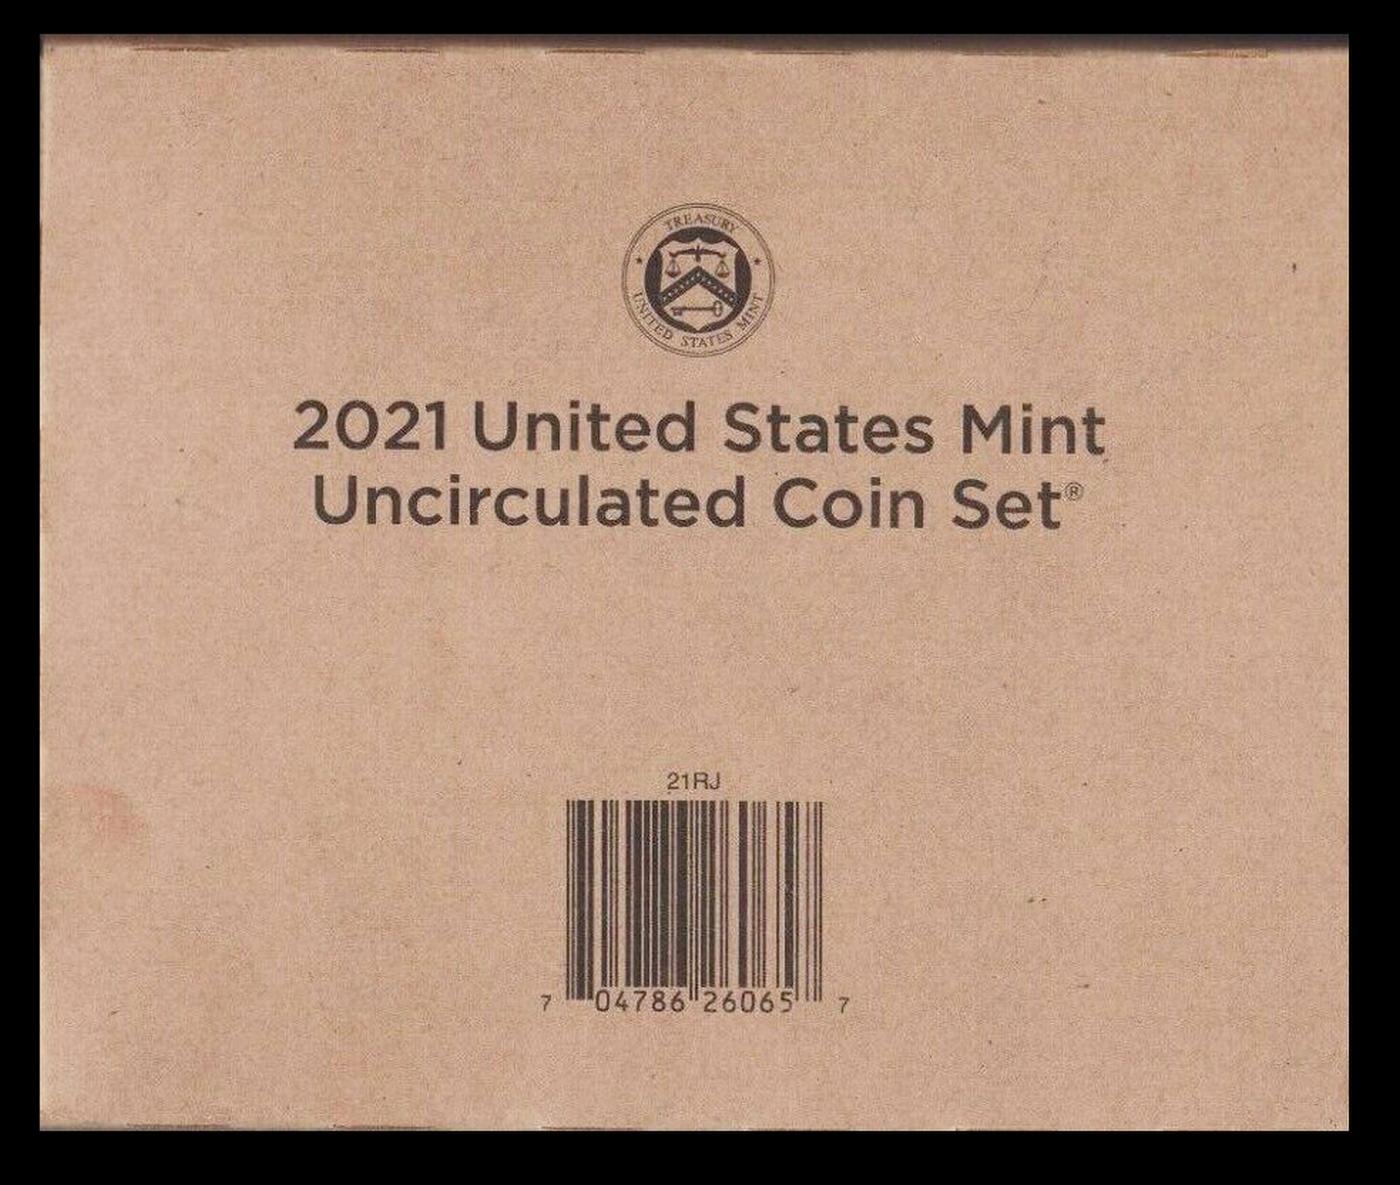 TREASURY
UNITED STATES MINT
2021 United States Mint
Uncirculated Coin Set®
21RJ
7 04786 26065 7